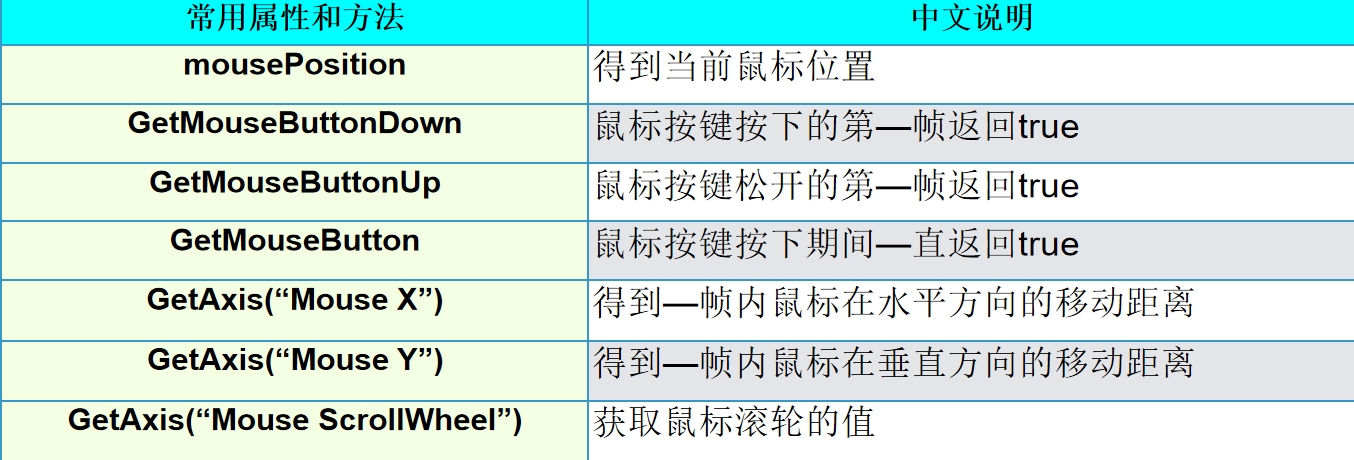 常用属性和方法 中文说明
mousePosition 得到当前鼠标位置
GetMouseButtonDown 鼠标按键按下的第一帧返回true
GetMouseButtonUp 鼠标按键松开的第一帧返回true
GetMouseButton 鼠标按键按下期间一直返回true
GetAxis(“Mouse X”) 得到一帧内鼠标在水平方向的移动距离
GetAxis(“Mouse Y”) 得到一帧内鼠标在垂直方向的移动距离
GetAxis(“Mouse ScrollWheel”) 获取鼠标滚轮的值